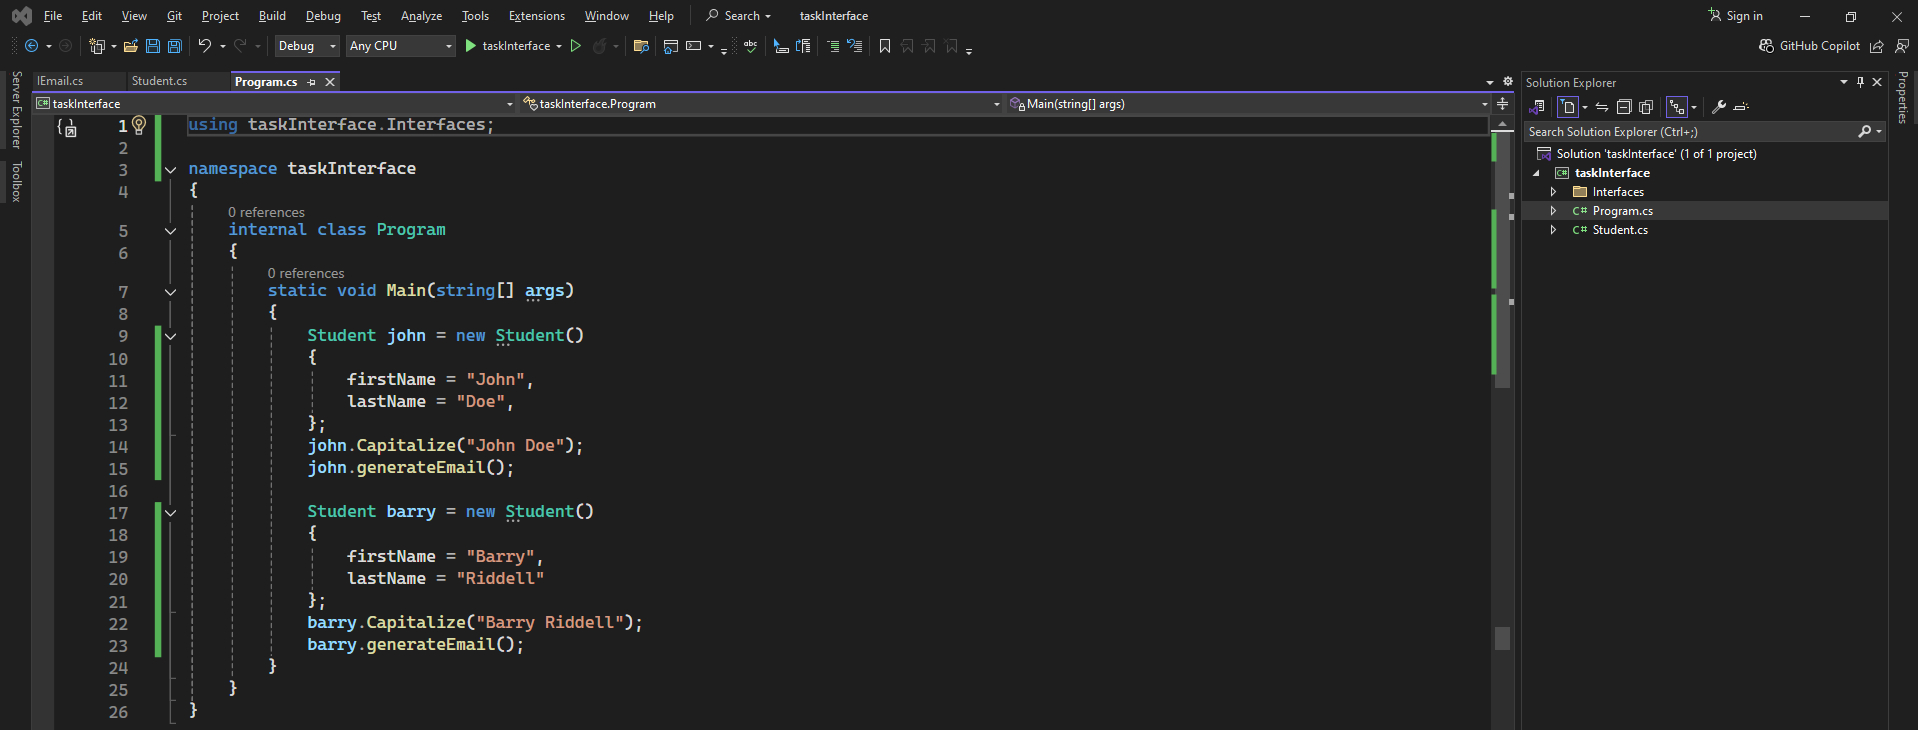 File Edit View Git Project Build Debug Test Analyze Tools Extensions Window Help Search taskInterface Sign in
Debug Any CPU taskInterface abc GitHub Copilot
Server Explorer
Toolbox
IEmail.cs Student.cs Program.cs
C# taskInterface taskInterface.Program Main(string[] args)
1 using taskInterface.Interfaces;
2
3 namespace taskInterface
4 {
0 references
5 internal class Program
6 {
0 references
7 static void Main(string[] args)
8 {
9 Student john = new Student()
10 {
11 firstName = "John",
12 lastName = "Doe",
13 };
14 john.Capitalize("John Doe");
15 john.generateEmail();
16
17 Student barry = new Student()
18 {
19 firstName = "Barry",
20 lastName = "Riddell"
21 };
22 barry.Capitalize("Barry Riddell");
23 barry.generateEmail();
24 }
25 }
26 }
Solution Explorer
Search Solution Explorer (Ctrl+;)
Solution 'taskInterface' (1 of 1 project)
C# taskInterface
Interfaces
C# Program.cs
C# Student.cs
Properties